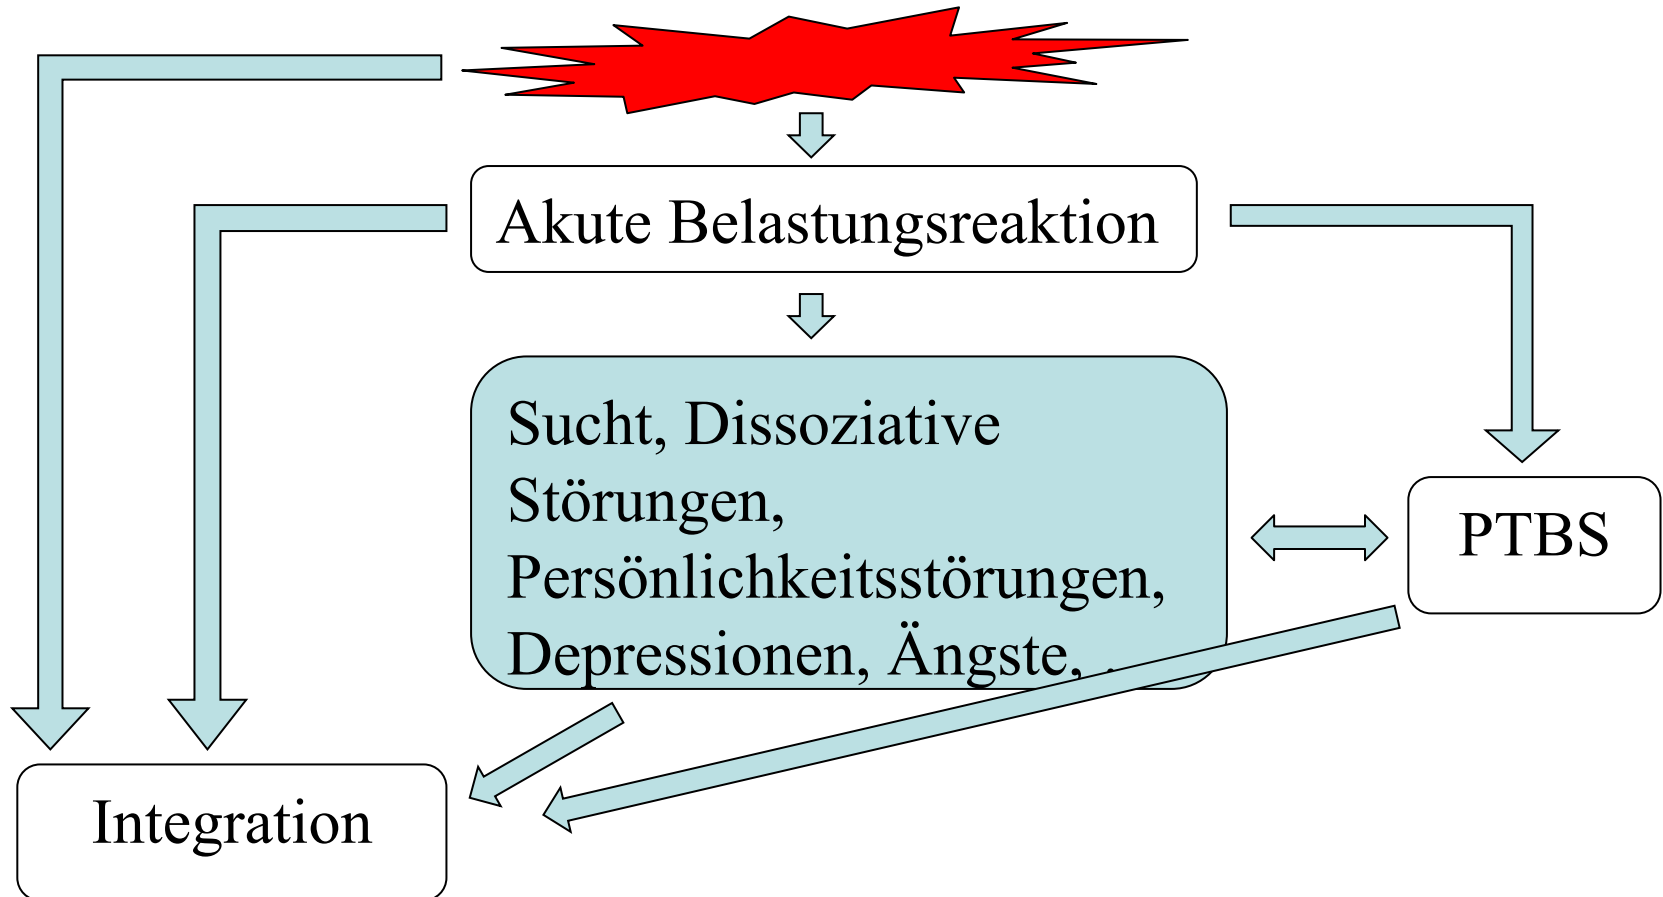 Akute Belastungsreaktion
Sucht, Dissoziative
Störungen,
Persönlichkeitsstörungen,
Depressionen, Ängste, .
PTBS
Integration